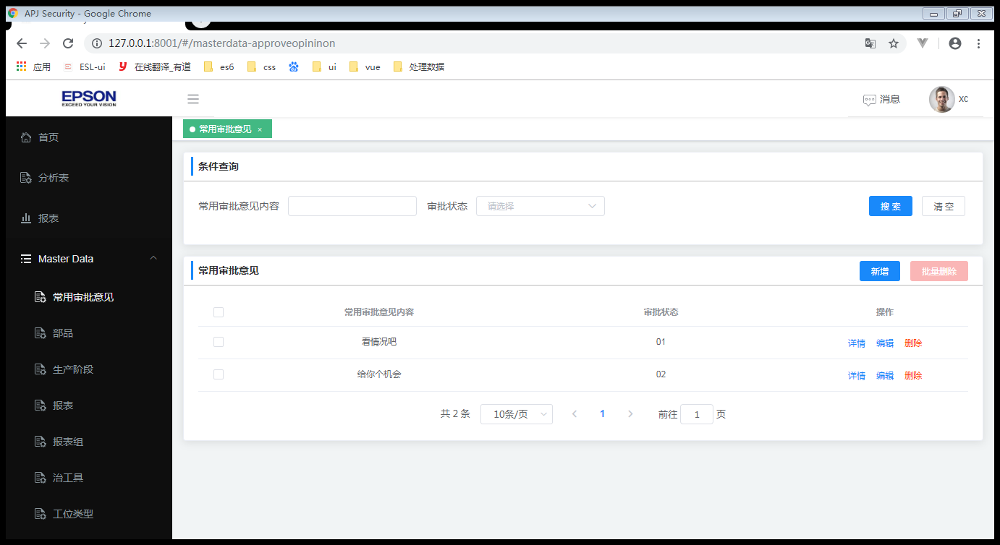 APJ Security - Google Chrome
127.0.0.1:8001/#/masterdata-approveopininon
应用 ESL-ui 在线翻译_有道 es6 css ui vue 处理数据
EPSON
EXCEED YOUR VISION
消息 xc
常用审批意见 ×
首页
分析表
报表
Master Data
常用审批意见
部品
生产阶段
报表
报表组
治工具
工位类型
条件查询
常用审批意见内容 审批状态 请选择 搜 索 清 空
常用审批意见 新增 批量删除
常用审批意见内容 审批状态 操作
看情况吧 01 详情 编辑 删除
给你个机会 02 详情 编辑 删除
共 2 条 10条/页 1 前往 1 页